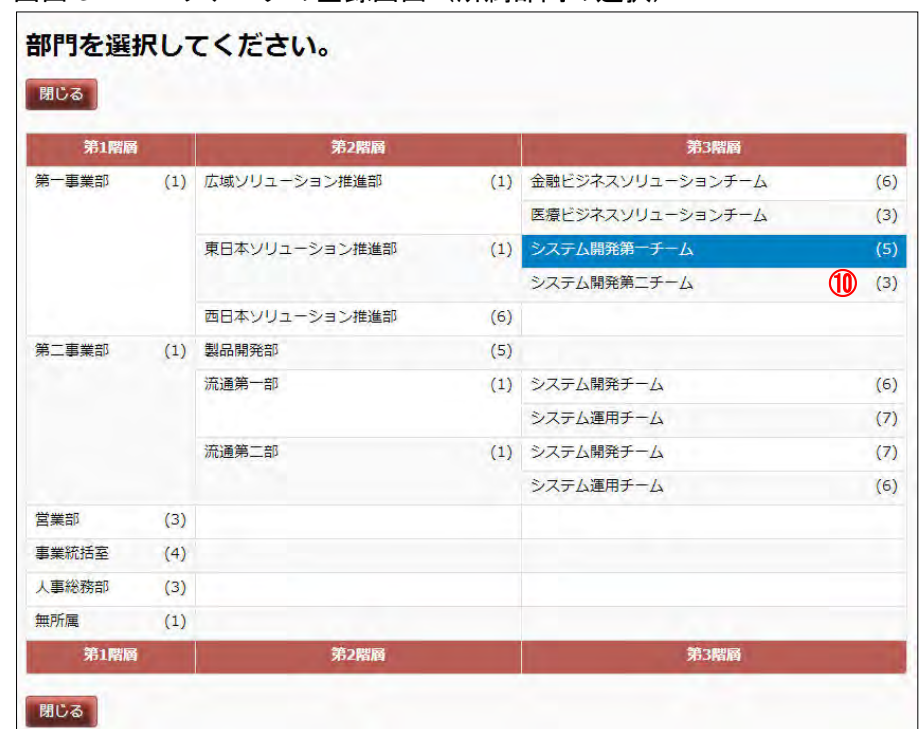 部門を選択してください。
閉じる
第1階層 第2階層 第3階層
第一事業部 (1) 広域ソリューション推進部 (1) 金融ビジネスソリューションチーム (6)
医療ビジネスソリューションチーム (3)
東日本ソリューション推進部 (1) システム開発第一チーム (5)
システム開発第二チーム ⑩ (3)
西日本ソリューション推進部 (6)
第二事業部 (1) 製品開発部 (5)
流通第一部 (1) システム開発チーム (6)
システム運用チーム (7)
流通第二部 (1) システム開発チーム (7)
システム運用チーム (6)
営業部 (3)
事業統括室 (4)
人事総務部 (3)
無所属 (1)
第1階層 第2階層 第3階層
閉じる